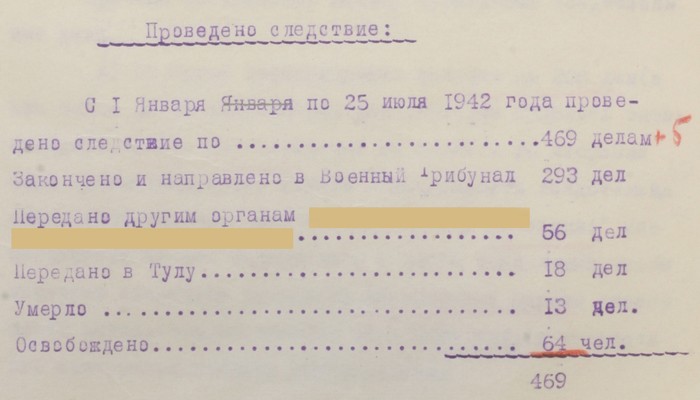 Проведено следствие:
С I Января Января по 25 июля 1942 года прове-
дено следствие по ..............................469 делам + 5
Закончено и направлено в Военный Трибунал 293 дел
Передано другим органам
...................... 56 дел
Передано в Тулу............................... 18 дел
Умерло ........................................ 13 дел.
Освобождено.................................. 64 чел.
469